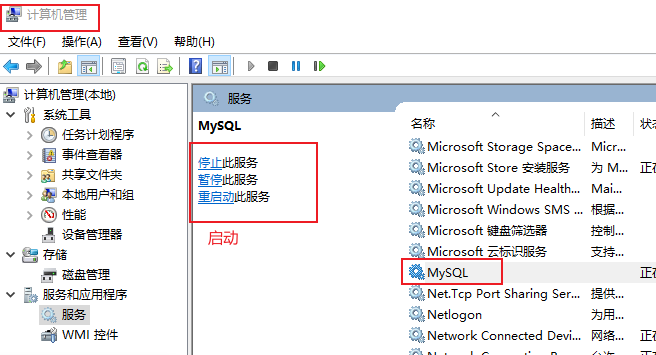 计算机管理
文件(F) 操作(A) 查看(V) 帮助(H)
计算机管理(本地)
系统工具
任务计划程序
事件查看器
共享文件夹
本地用户和组
性能
设备管理器
存储
磁盘管理
服务和应用程序
服务
WMI 控件
服务
MySQL
停止此服务
暂停此服务
重启动此服务
启动
名称 描述 状态
Microsoft Storage Space... Micr...
Microsoft Store 安装服务 为 M... 正在
Microsoft Update Health... Mai...
Microsoft Windows SMS ... 根据...
Microsoft 键盘筛选器 控制...
Microsoft 云标识服务 支持...
MySQL 正在
Net.Tcp Port Sharing Ser... 提供...
Netlogon 为用...
Network Connected Devi... 网络... 正在